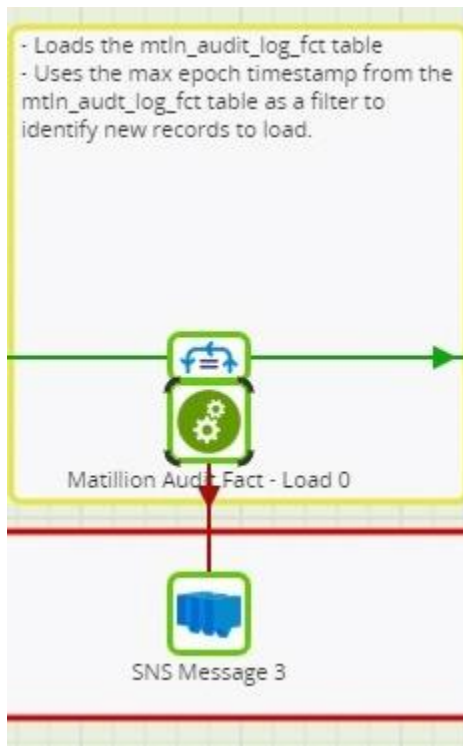 - Loads the mtln_audit_log_fct table
- Uses the max epoch timestamp from the
mtln_audt_log_fct table as a filter to
identify new records to load.
Matillion Audit Fact - Load 0
SNS Message 3